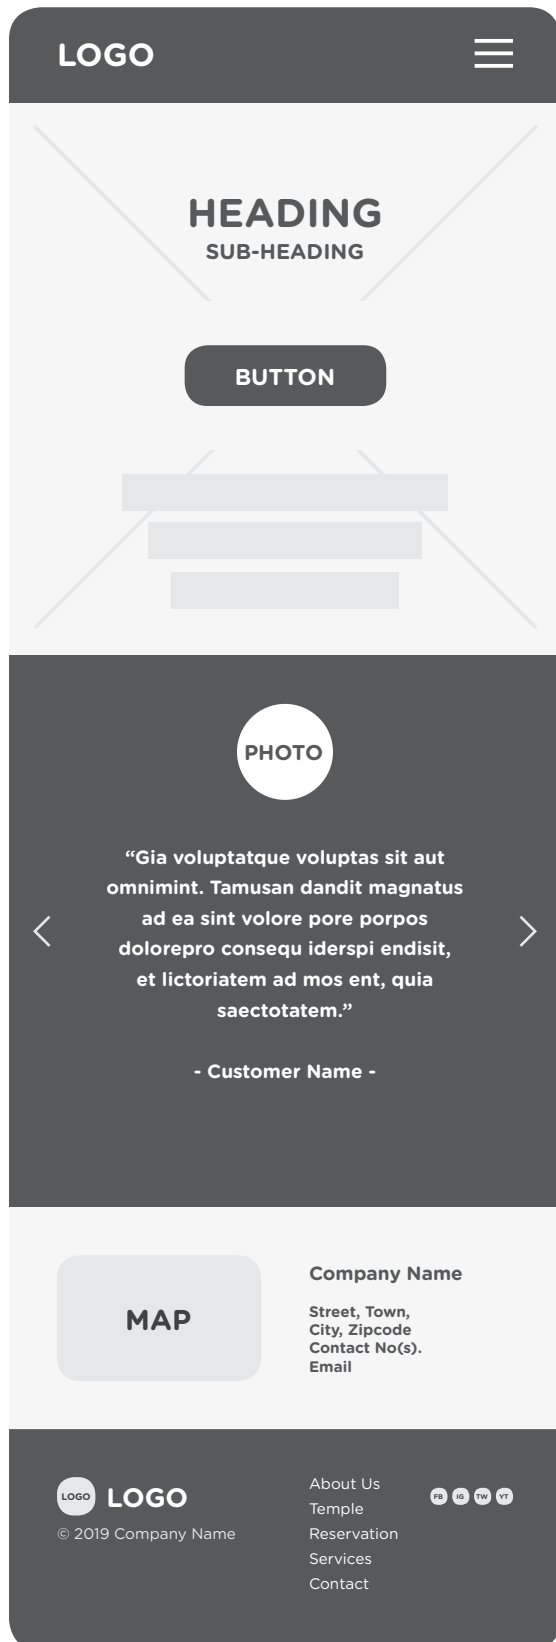 LOGO
HEADING
SUB-HEADING
BUTTON
PHOTO
“Gia voluptatque voluptas sit aut
omnimint. Tamusan dandit magnatus
ad ea sint volore pore porpos
dolorepro consequ iderspi endisit,
et lictoriatem ad mos ent, quia
saectotatem.”
- Customer Name -
MAP
Company Name
Street, Town,
City, Zipcode
Contact No(s).
Email
LOGO LOGO
© 2019 Company Name
About Us
Temple
Reservation
Services
Contact
FB IG TW YT